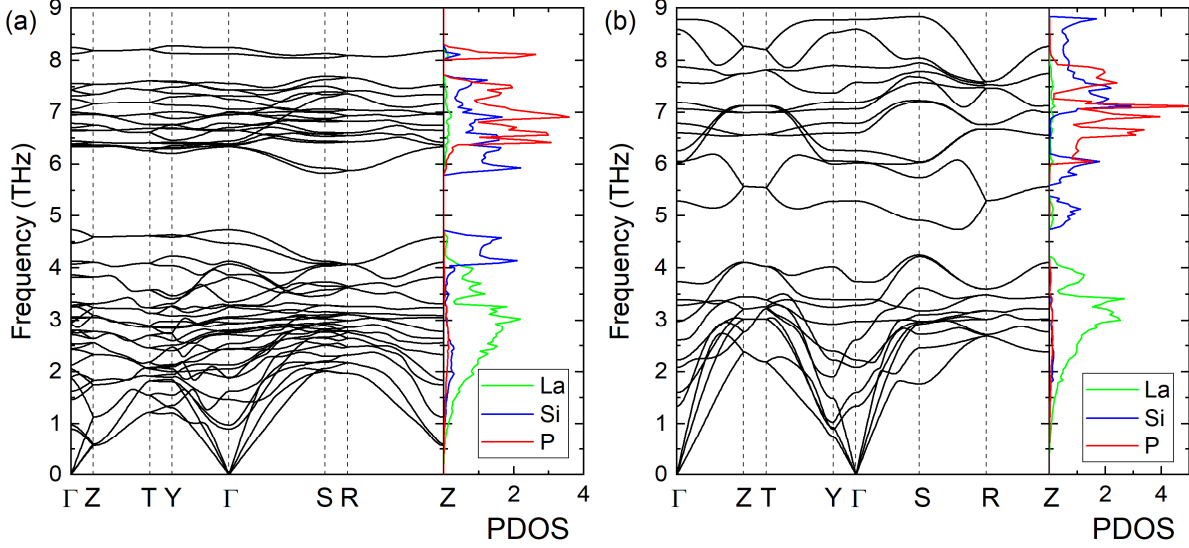 (a)
Frequency (THz)
9
8
7
6
5
4
3
2
1
0
Γ Z T Y Γ S R Z 2 4
PDOS
La
Si
P
(b)
Frequency (THz)
9
8
7
6
5
4
3
2
1
0
Γ Z T Y Γ S R Z 2 4
PDOS
La
Si
P